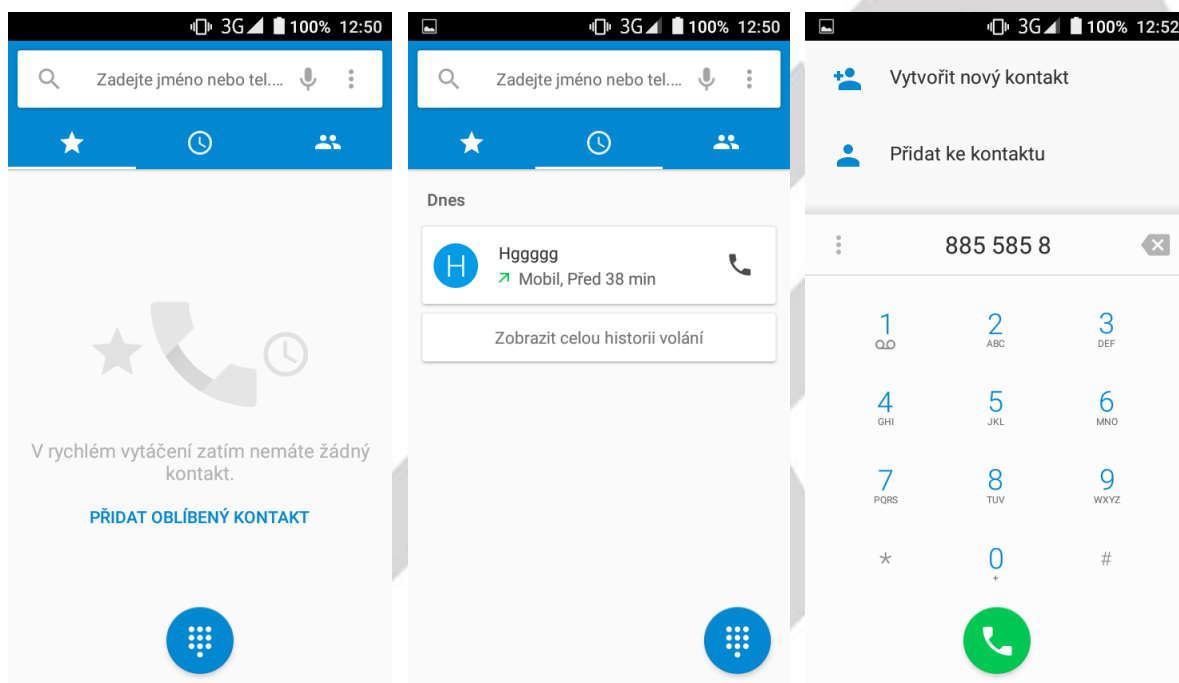 3G 100% 12:50
Zadejte jméno nebo tel....
V rychlém vytáčení zatím nemáte žádný
kontakt.
PŘIDAT OBLÍBENÝ KONTAKT
3G 100% 12:50
Zadejte jméno nebo tel....
Dnes
H
Hggggg
Mobil, Před 38 min
Zobrazit celou historii volání
3G 100% 12:52
Vytvořit nový kontakt
Přidat ke kontaktu
885 585 8
1 2 3
ABC DEF
4 5 6
GHI JKL MNO
7 8 9
PQRS TUV WXYZ
* 0 #
+